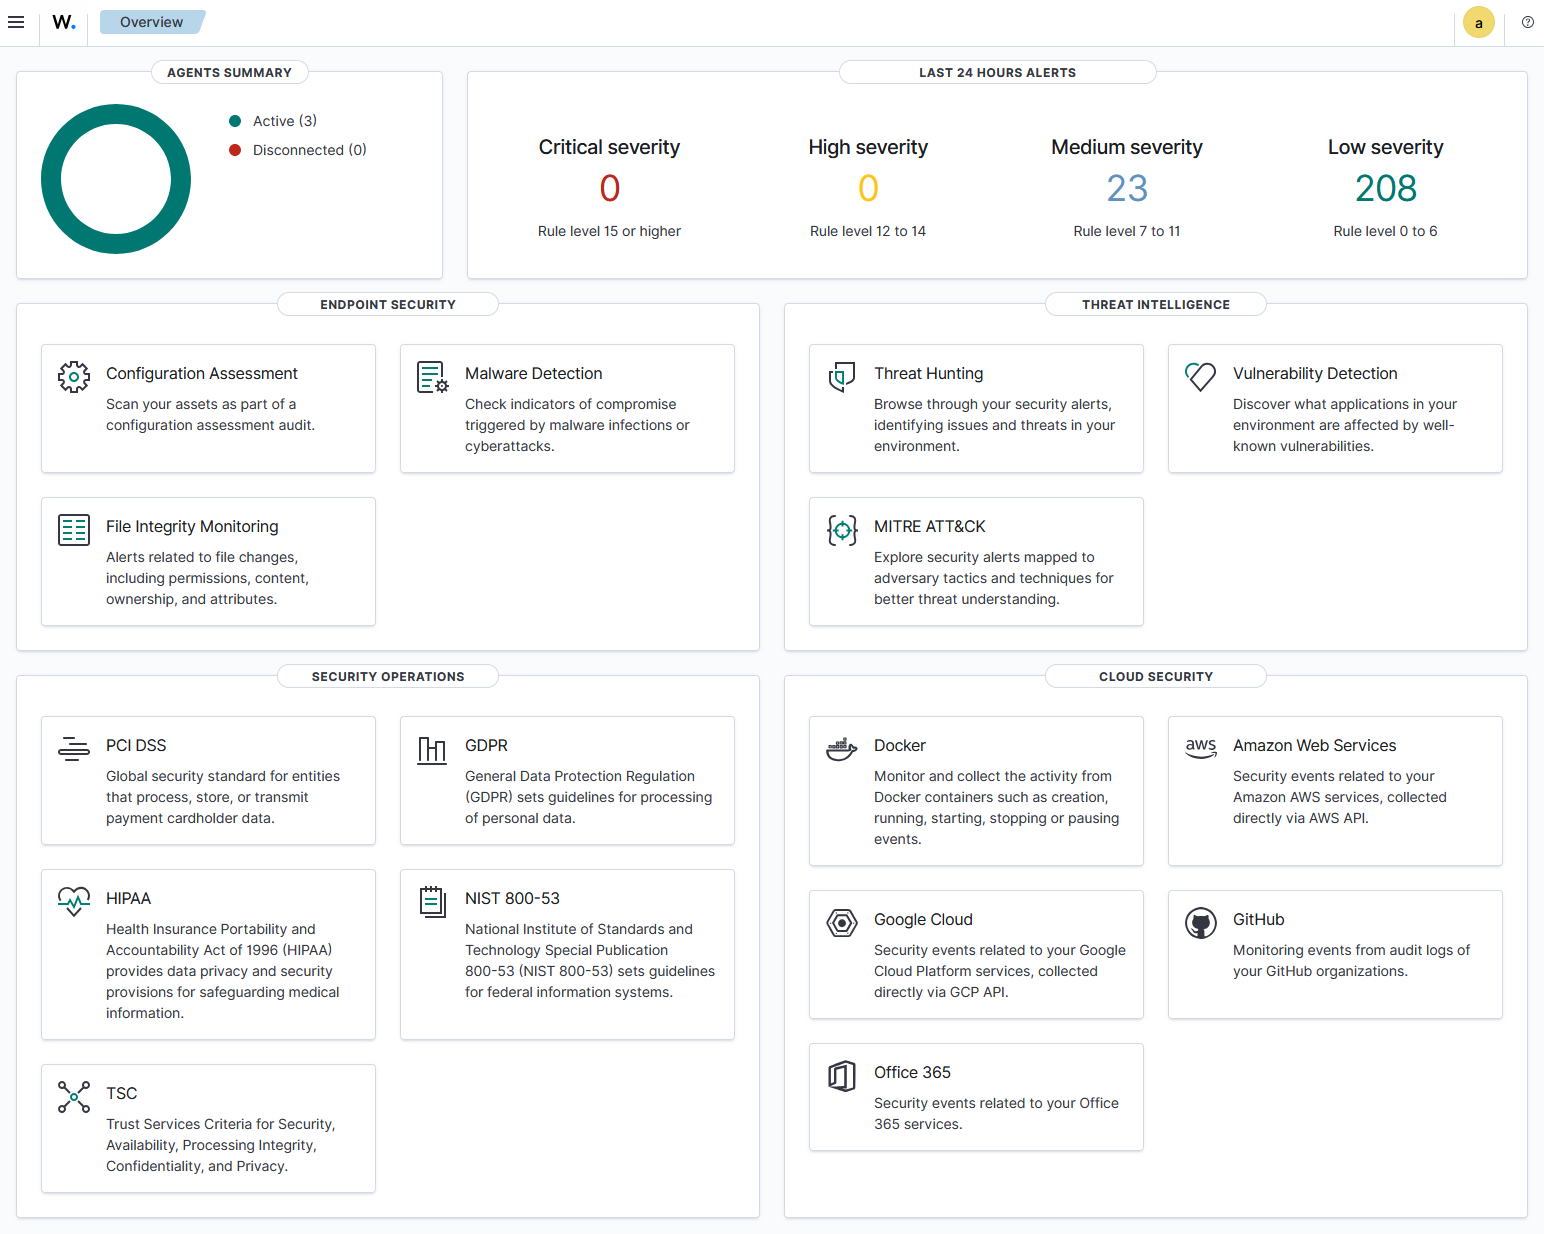 W.
Overview
a
AGENTS SUMMARY
Active (3)
Disconnected (0)
LAST 24 HOURS ALERTS
Critical severity
0
Rule level 15 or higher
High severity
0
Rule level 12 to 14
Medium severity
23
Rule level 7 to 11
Low severity
208
Rule level 0 to 6
ENDPOINT SECURITY
Configuration Assessment
Scan your assets as part of a
configuration assessment audit.
Malware Detection
Check indicators of compromise
triggered by malware infections or
cyberattacks.
File Integrity Monitoring
Alerts related to file changes,
including permissions, content,
ownership, and attributes.
THREAT INTELLIGENCE
Threat Hunting
Browse through your security alerts,
identifying issues and threats in your
environment.
Vulnerability Detection
Discover what applications in your
environment are affected by well-
known vulnerabilities.
MITRE ATT&CK
Explore security alerts mapped to
adversary tactics and techniques for
better threat understanding.
SECURITY OPERATIONS
PCI DSS
Global security standard for entities
that process, store, or transmit
payment cardholder data.
GDPR
General Data Protection Regulation
(GDPR) sets guidelines for processing
of personal data.
HIPAA
Health Insurance Portability and
Accountability Act of 1996 (HIPAA)
provides data privacy and security
provisions for safeguarding medical
information.
NIST 800-53
National Institute of Standards and
Technology Special Publication
800-53 (NIST 800-53) sets guidelines
for federal information systems.
TSC
Trust Services Criteria for Security,
Availability, Processing Integrity,
Confidentiality, and Privacy.
CLOUD SECURITY
Docker
Monitor and collect the activity from
Docker containers such as creation,
running, starting, stopping or pausing
events.
aws
Amazon Web Services
Security events related to your
Amazon AWS services, collected
directly via AWS API.
Google Cloud
Security events related to your Google
Cloud Platform services, collected
directly via GCP API.
GitHub
Monitoring events from audit logs of
your GitHub organizations.
Office 365
Security events related to your Office
365 services.